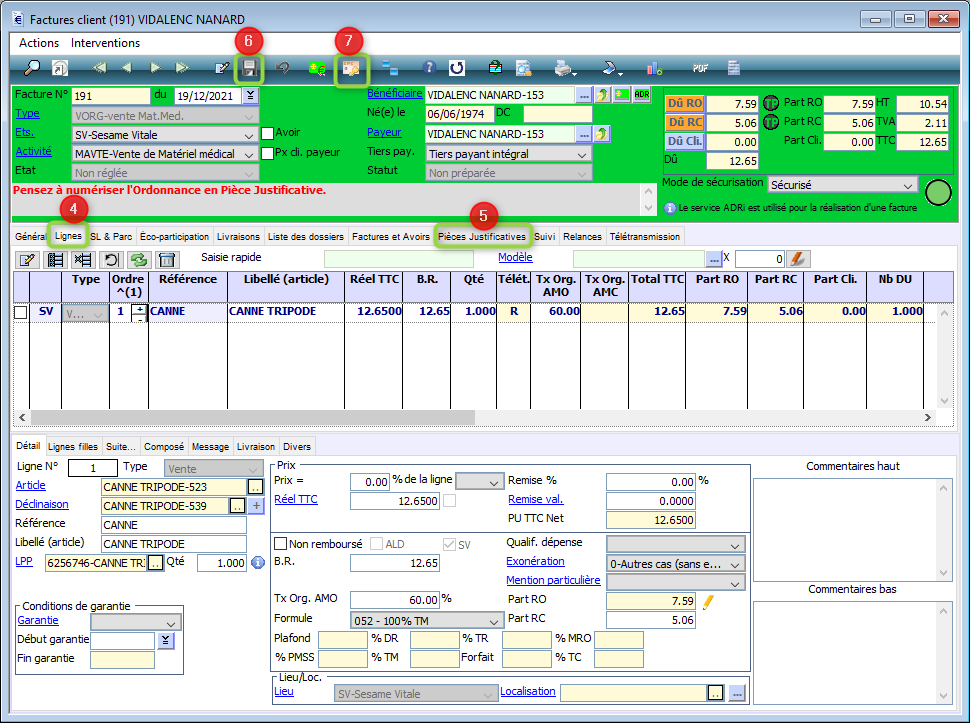 Factures client (191) VIDALENC NANARD
Actions Interventions
6 7
PDF
Facture N° 191 du 19/12/2021 Bénéficiaire VIDALENC NANARD-153 ... ADR
Type VORG-vente Mat.Med. Né(e) le 06/06/1974 DC
Ets. SV-Sesame Vitale Avoir Payeur VIDALENC NANARD-153 ...
Activité MAVTE-Vente de Matériel médical Px cli. payeur Tiers pay. Tiers payant intégral
Etat Non réglée Statut Non préparée
Dû RO 7.59 TP Part RO 7.59 HT 10.54
Dû RC 5.06 TP Part RC 5.06 TVA 2.11
Dû Cli. 0.00 Part Cli. 0.00 TTC 12.65
Dû 12.65
Mode de sécurisation Sécurisé
Le service ADRi est utilisé pour la réalisation d'une facture
Pensez à numériser l'Ordonnance en Pièce Justificative.
4 5
Général Lignes SL & Parc Éco-participation Livraisons Liste des dossiers Factures et Avoirs Pièces Justificatives Suivi Relances Télétransmission
Saisie rapide Modèle ... X 0
Type Ordre ^(1) Référence Libellé (article) Réel TTC B.R. Qté Télét. Tx Org. AMO Tx Org. AMC Total TTC Part RO Part RC Part Cli. Nb DU
SV V... 1 CANNE CANNE TRIPODE 12.6500 12.65 1.000 R 60.00 12.65 7.59 5.06 0.00 1.000
Détail Lignes filles Suite... Composé Message Livraison Divers
Ligne N° 1 Type Vente
Article CANNE TRIPODE-523 ..
Déclinaison CANNE TRIPODE-539 .. +
Référence CANNE
Libellé (article) CANNE TRIPODE
LPP 6256746-CANNE TRI .. Qté 1.000
Conditions de garantie
Garantie
Début garantie
Fin garantie
Prix
Prix = 0.00 % de la ligne Remise % 0.00 %
Réel TTC 12.6500 Remise val. 0.0000
PU TTC Net 12.6500
Non remboursé ALD SV Qualif. dépense
B.R. 12.65 Exonération 0-Autres cas (sans e...
Mention particulière
Tx Org. AMO 60.00 % Part RO 7.59
Formule 052 - 100% TM Part RC 5.06
Plafond % DR % TR % MRO
% PMSS % TM Forfait % TC
Lieu/Loc.
Lieu SV-Sesame Vitale Localisation .. ...
Commentaires haut
Commentaires bas